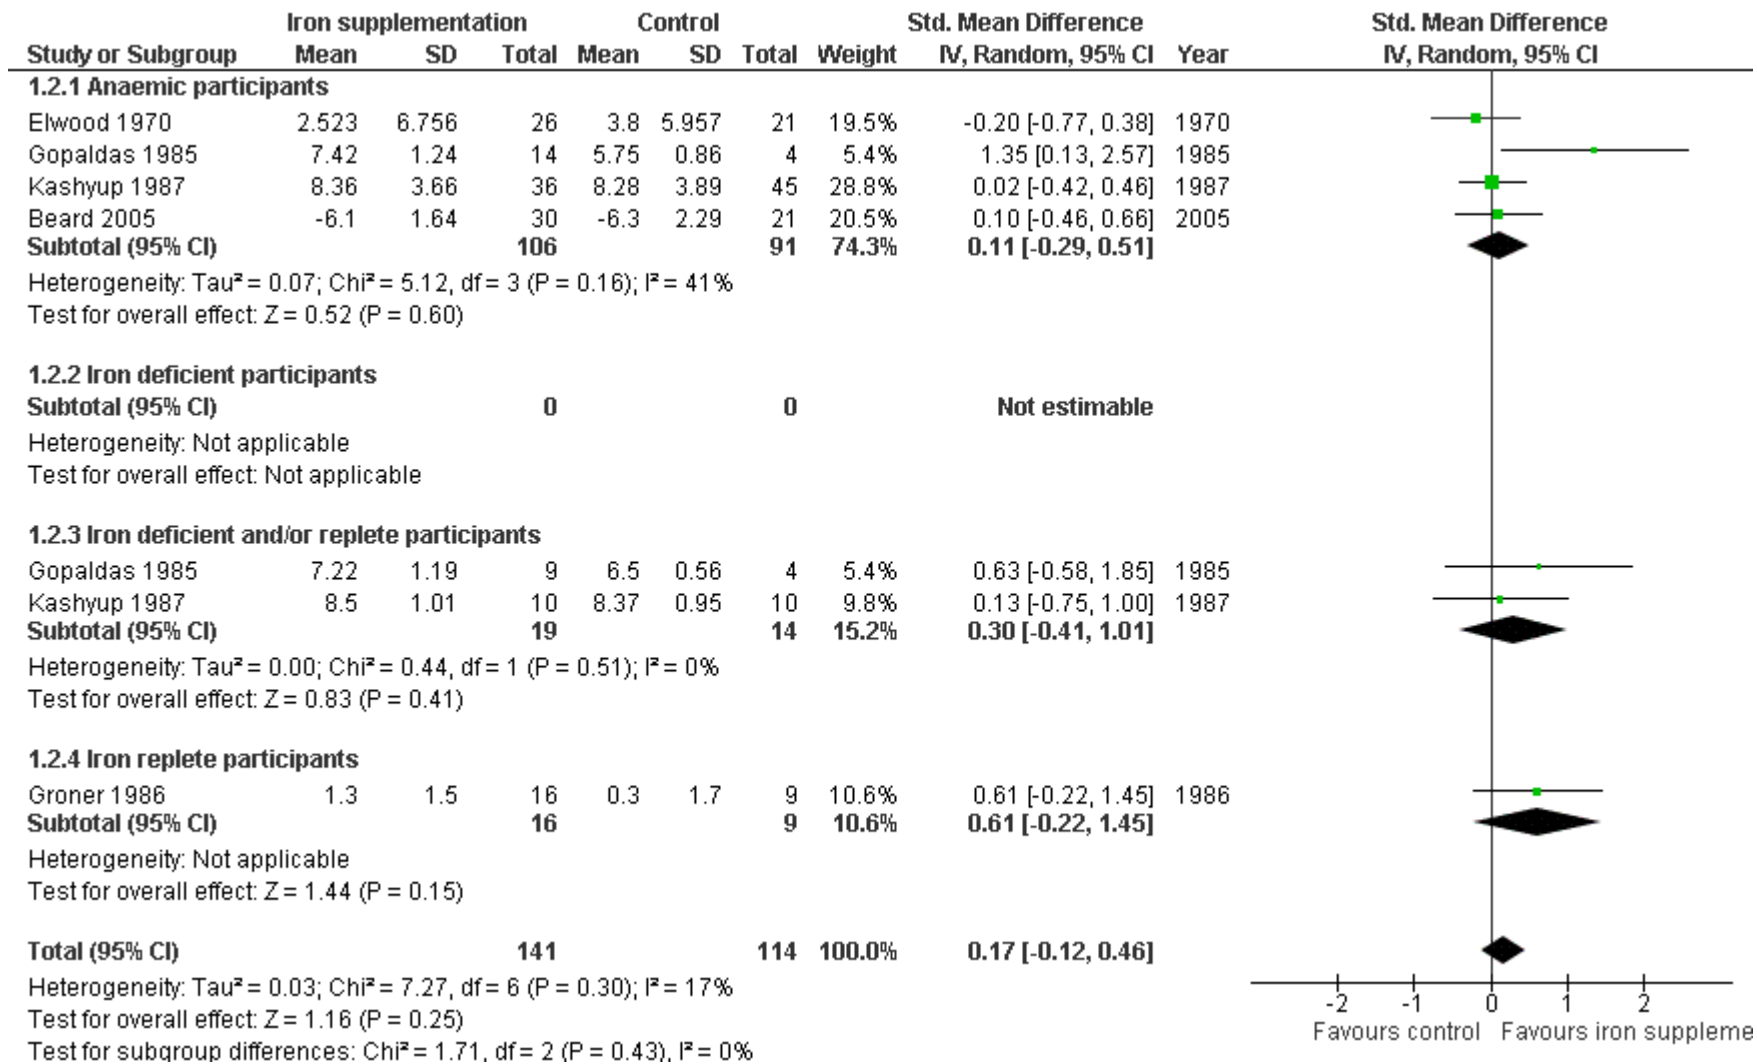 Iron supplementation Control Std. Mean Difference Std. Mean Difference
Study or Subgroup Mean SD Total Mean SD Total Weight IV, Random, 95% CI Year IV, Random, 95% CI
1.2.1 Anaemic participants
Elwood 1970 2.523 6.756 26 3.8 5.957 21 19.5% -0.20 [-0.77, 0.38] 1970
Gopaldas 1985 7.42 1.24 14 5.75 0.86 4 5.4% 1.35 [0.13, 2.57] 1985
Kashyup 1987 8.36 3.66 36 8.28 3.89 45 28.8% 0.02 [-0.42, 0.46] 1987
Beard 2005 -6.1 1.64 30 -6.3 2.29 21 20.5% 0.10 [-0.46, 0.66] 2005
Subtotal (95% CI) 106 91 74.3% 0.11 [-0.29, 0.51]
Heterogeneity: Tau² = 0.07; Chi² = 5.12, df = 3 (P = 0.16); I² = 41%
Test for overall effect: Z = 0.52 (P = 0.60)
1.2.2 Iron deficient participants
Subtotal (95% CI) 0 0 Not estimable
Heterogeneity: Not applicable
Test for overall effect: Not applicable
1.2.3 Iron deficient and/or replete participants
Gopaldas 1985 7.22 1.19 9 6.5 0.56 4 5.4% 0.63 [-0.58, 1.85] 1985
Kashyup 1987 8.5 1.01 10 8.37 0.95 10 9.8% 0.13 [-0.75, 1.00] 1987
Subtotal (95% CI) 19 14 15.2% 0.30 [-0.41, 1.01]
Heterogeneity: Tau² = 0.00; Chi² = 0.44, df = 1 (P = 0.51); I² = 0%
Test for overall effect: Z = 0.83 (P = 0.41)
1.2.4 Iron replete participants
Groner 1986 1.3 1.5 16 0.3 1.7 9 10.6% 0.61 [-0.22, 1.45] 1986
Subtotal (95% CI) 16 9 10.6% 0.61 [-0.22, 1.45]
Heterogeneity: Not applicable
Test for overall effect: Z = 1.44 (P = 0.15)
Total (95% CI) 141 114 100.0% 0.17 [-0.12, 0.46]
Heterogeneity: Tau² = 0.03; Chi² = 7.27, df = 6 (P = 0.30); I² = 17%
Test for overall effect: Z = 1.16 (P = 0.25)
Test for subgroup differences: Chi² = 1.71, df = 2 (P = 0.43), I² = 0%
-2 -1 0 1 2
Favours control Favours iron suppleme